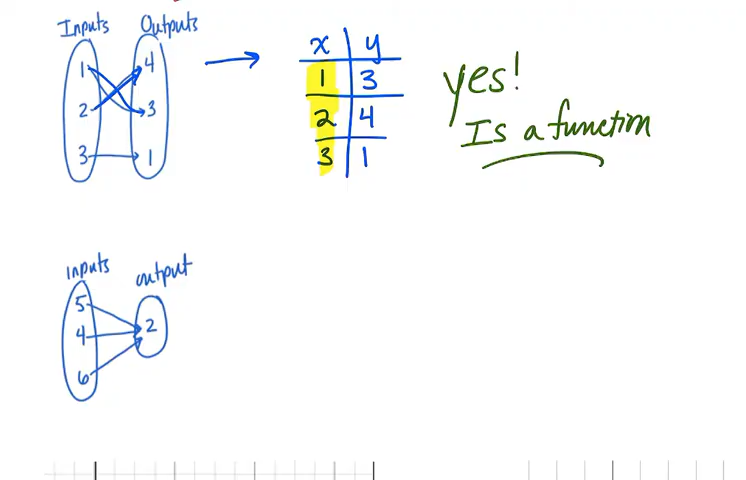 Inputs Outputs
1 4
2 3
3 1
x y
1 3
2 4
3 1
yes!
Is a function
inputs output
5
4 2
6